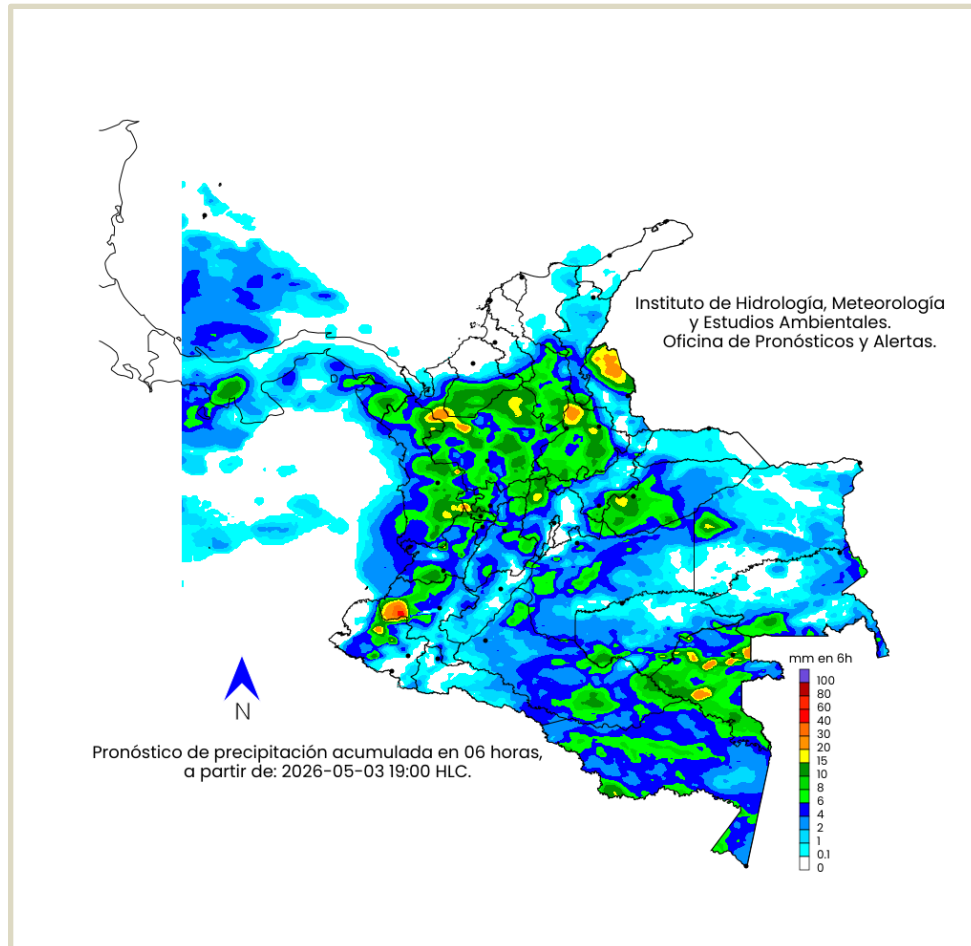 Instituto de Hidrología, Meteorología
y Estudios Ambientales.
Oficina de Pronósticos y Alertas.
mm en 6h
100
80
60
40
30
20
15
10
8
6
4
2
1
0.1
0
N
Pronóstico de precipitación acumulada en 06 horas,
a partir de: 2026-05-03 19:00 HLC.